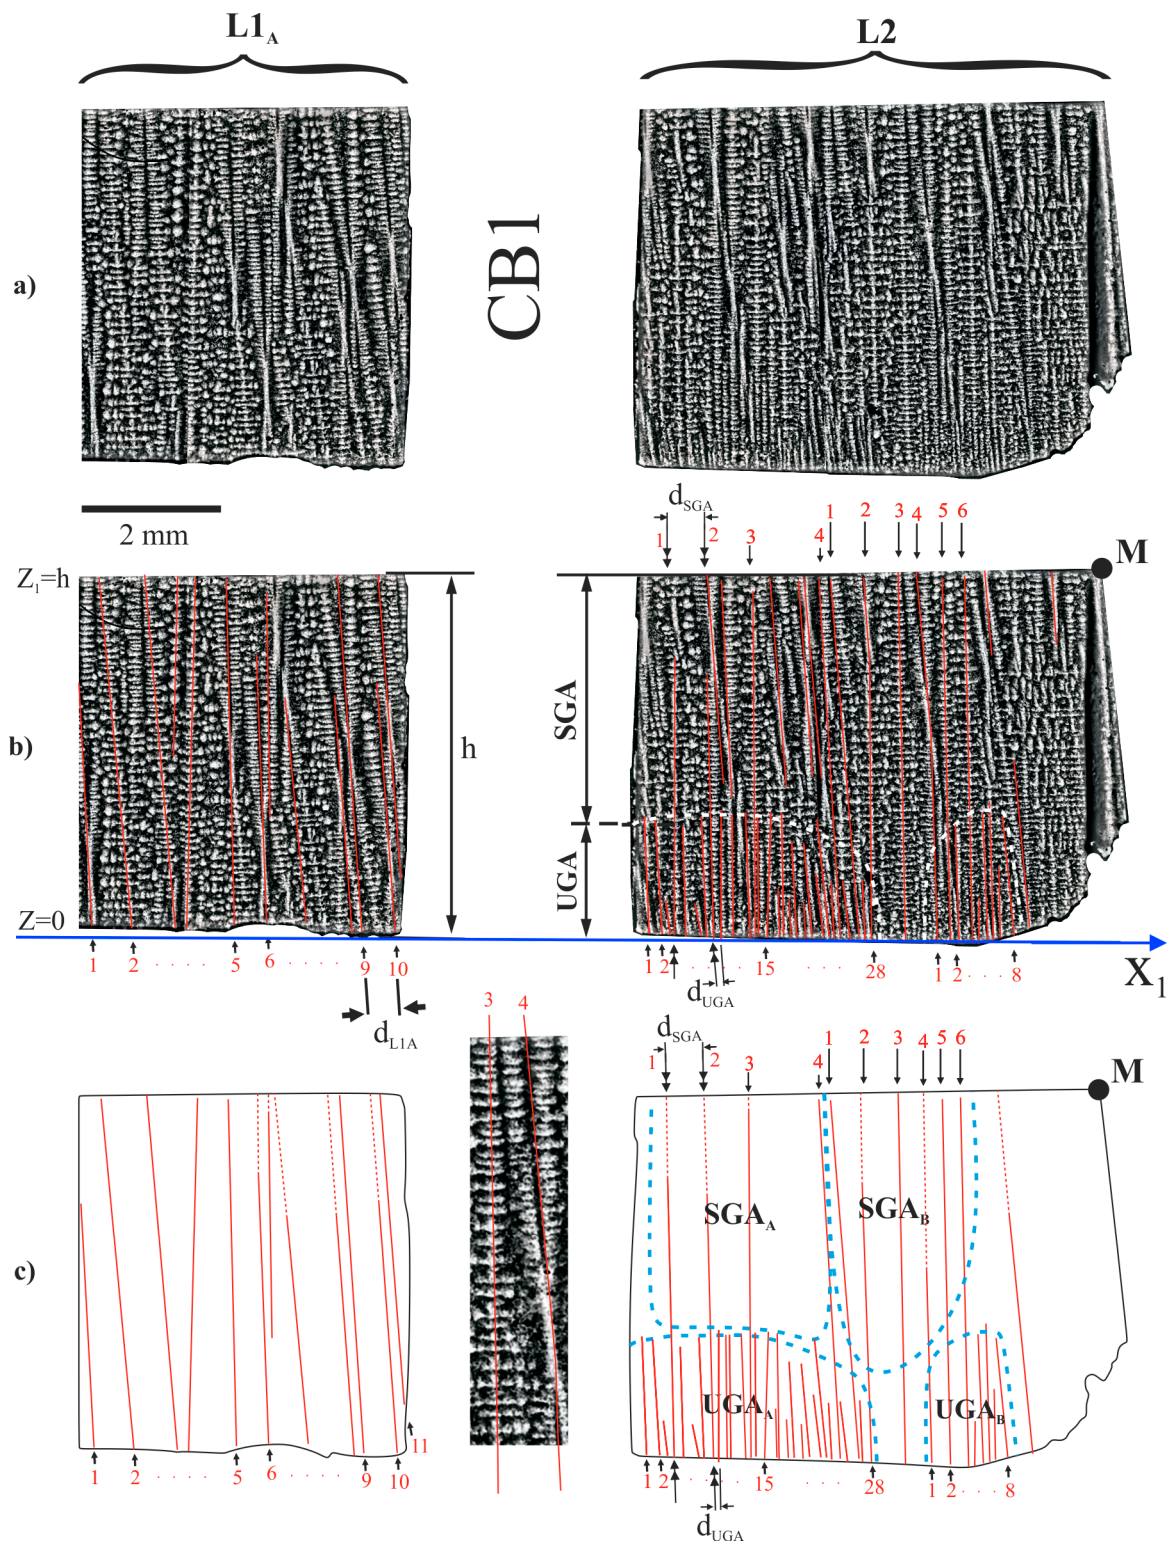 L1A
L2
a)
CB1
2 mm
dSGA
1 2 3 4 1 2 3 4 5 6
M
Z1=h
b)
h
SGA
UGA
Z=0
1 2 . . . . 5 6 . . . . 9 10
1 2 . . . . . . 15 . . . 28 1 2 . . . 8
X1
dL1A
dUGA
3 4
dSGA
1 2 3 4 1 2 3 4 5 6
M
c)
SGAA
SGAB
UGAA
UGAB
11
1 2 . . . . 5 6 . . . . 9 10
1 2 . . . . . . 15 . . . 28 1 2 . . . 8
dUGA